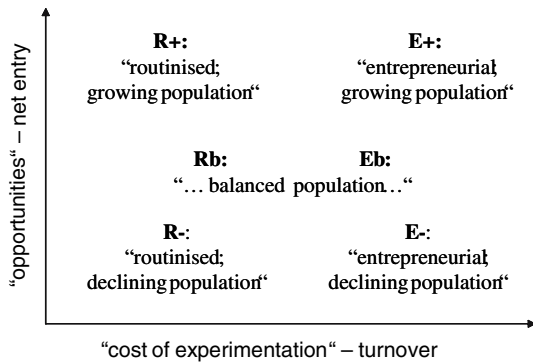 R+:
“routinised;
growing population“
E+:
“entrepreneurial;
growing population“
Rb:
Eb:
“… balanced population…“
R-:
“routinised;
declining population“
E-:
“entrepreneurial;
declining population“
“opportunities“ – net entry
“cost of experimentation“ – turnover